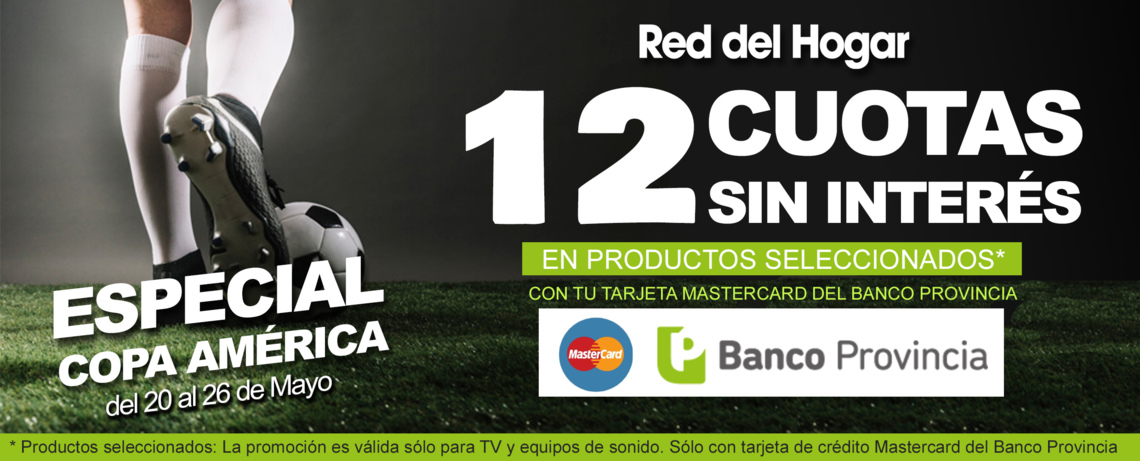 Red del Hogar
12 CUOTAS
SIN INTERÉS
EN PRODUCTOS SELECCIONADOS*
CON TU TARJETA MASTERCARD DEL BANCO PROVINCIA
MasterCard
Banco Provincia
ESPECIAL
COPA AMÉRICA
del 20 al 26 de Mayo
* Productos seleccionados: La promoción es válida sólo para TV y equipos de sonido. Sólo con tarjeta de crédito Mastercard del Banco Provincia